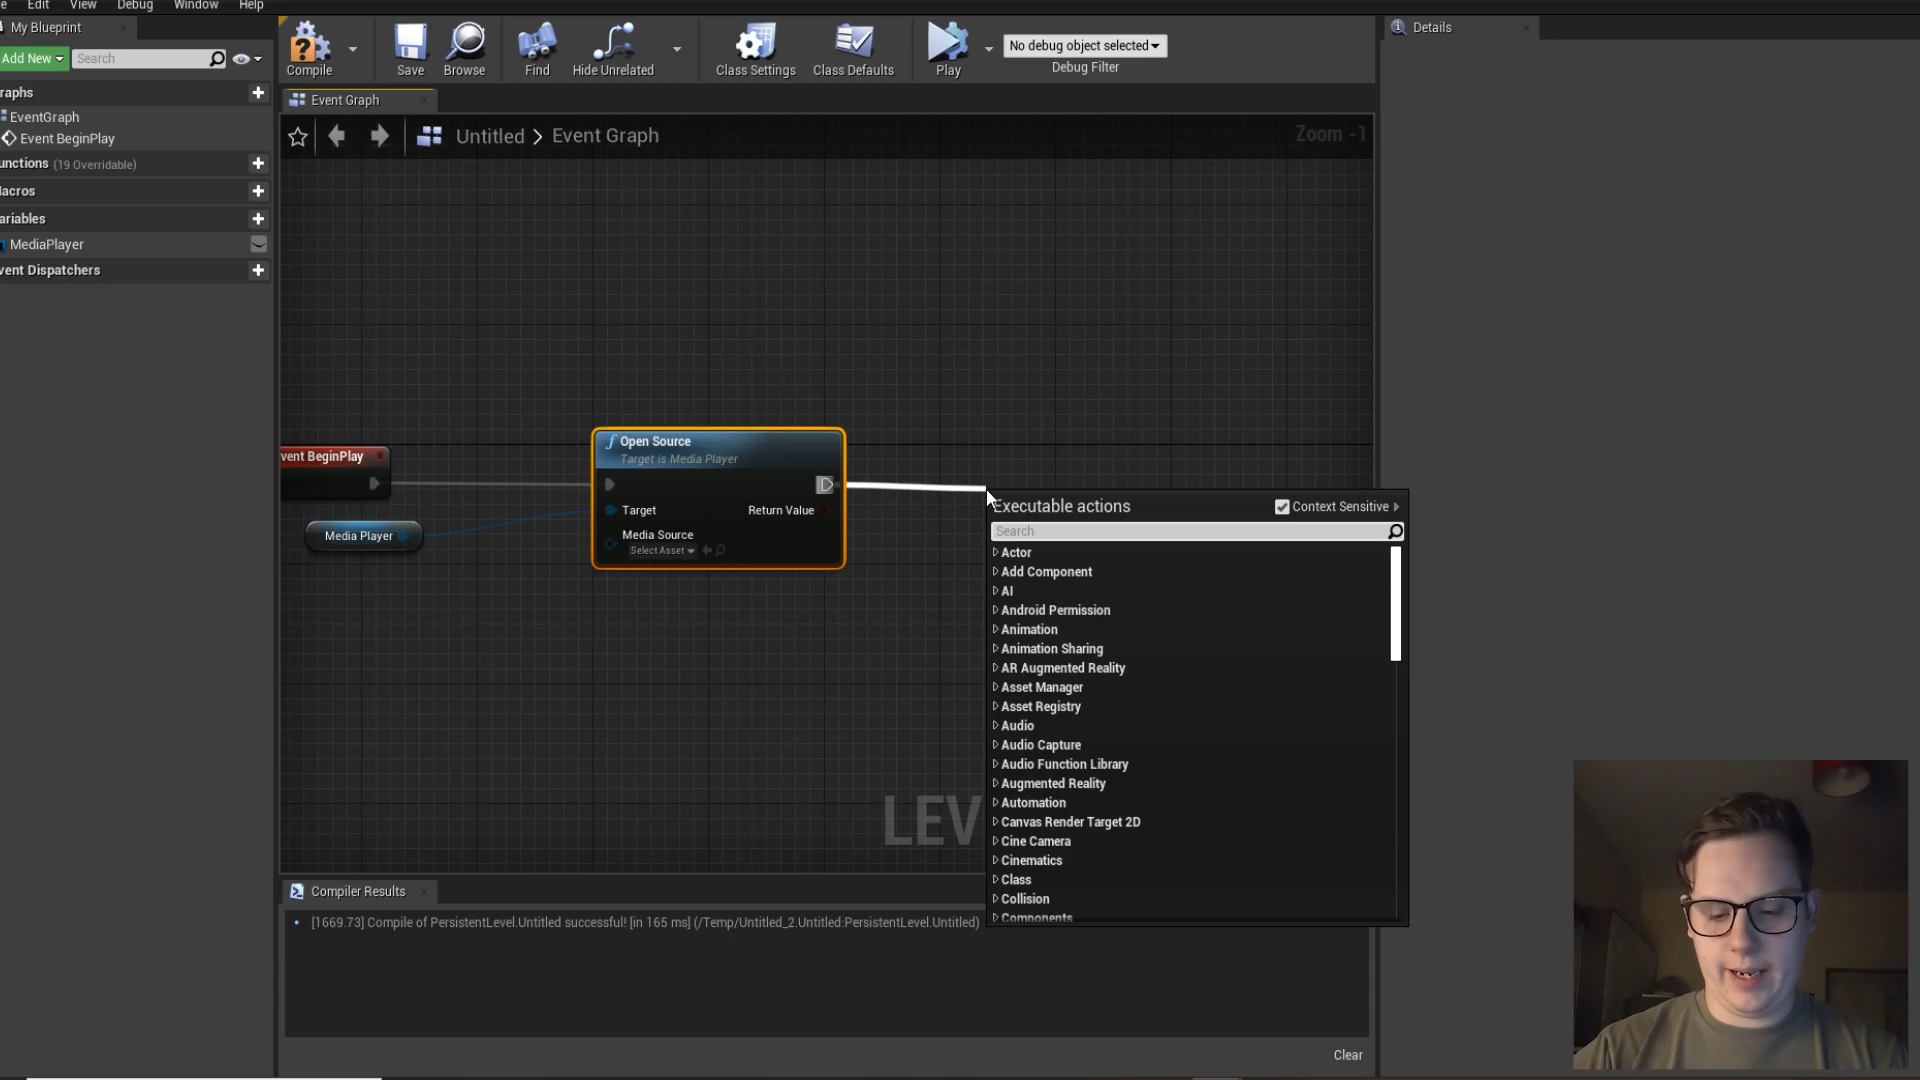 Edit View Debug Window Help
My Blueprint
Add New
Search
Compile
Save
Browse
Find
Hide Unrelated
Class Settings
Class Defaults
Play
No debug object selected
Debug Filter
Details
raphs
EventGraph
Event BeginPlay
unctions (19 Overridable)
acros
ariables
MediaPlayer
vent Dispatchers
Event Graph
Untitled > Event Graph
Zoom -1
vent BeginPlay
Media Player
Open Source
Target is Media Player
Target
Return Value
Media Source
Select Asset
LEV
Executable actions
Context Sensitive
Search
Actor
Add Component
AI
Android Permission
Animation
Animation Sharing
AR Augmented Reality
Asset Manager
Asset Registry
Audio
Audio Capture
Audio Function Library
Augmented Reality
Automation
Canvas Render Target 2D
Cine Camera
Cinematics
Class
Collision
Components
Compiler Results
[1669.73] Compile of PersistentLevel.Untitled successful! [in 165 ms] (/Temp/Untitled_2.Untitled:PersistentLevel.Untitled)
Clear